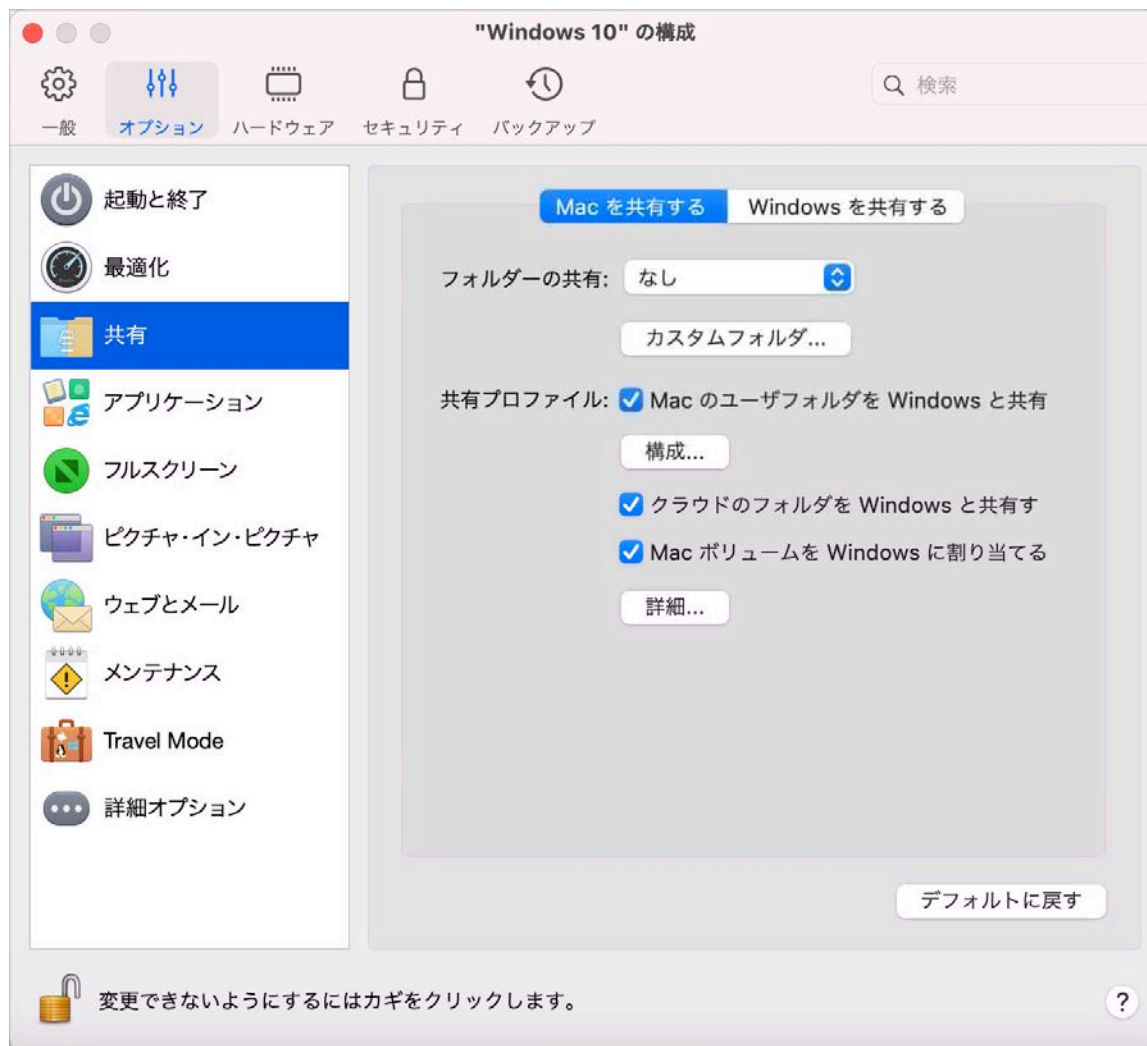 "Windows 10" の構成
一般
オプション
ハードウェア
セキュリティ
バックアップ
検索
起動と終了
最適化
共有
アプリケーション
フルスクリーン
ピクチャ・イン・ピクチャ
ウェブとメール
メンテナンス
Travel Mode
詳細オプション
Mac を共有する
Windows を共有する
フォルダーの共有: なし
カスタムフォルダ...
共有プロファイル: Mac のユーザフォルダを Windows と共有
構成...
クラウドのフォルダを Windows と共有す
Mac ボリュームを Windows に割り当てる
詳細...
デフォルトに戻す
変更できないようにするにはカギをクリックします。
?